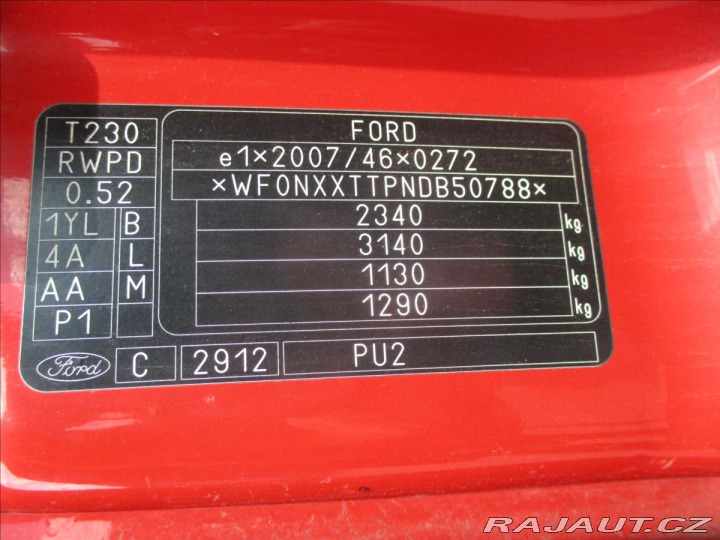 T230
RWPD
0.52
1YL B
4A L
AA M
P1
FORD
e1×2007/46×0272
×WF0NXXTTPNDB50788×
2340 kg
3140 kg
1130 kg
1290 kg
Ford C 2912 PU2
RAJAUT.CZ